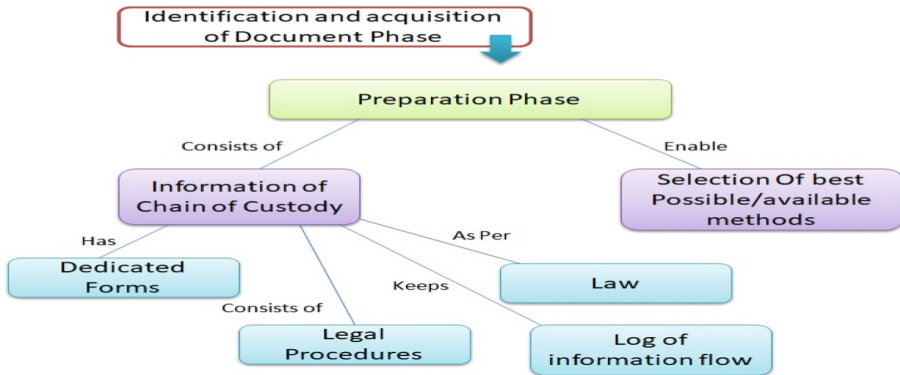 Identification and acquisition
of Document Phase
Preparation Phase
Consists of
Enable
Information of
Chain of Custody
Selection Of best
Possible/available
methods
Has
As Per
Dedicated
Forms
Keeps
Law
Consists of
Legal
Procedures
Log of
information flow